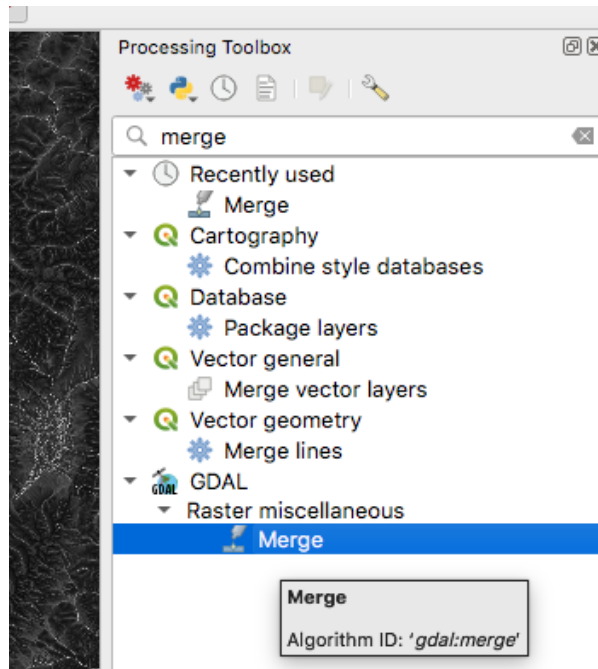 Processing Toolbox
merge
Recently used
Merge
Cartography
Combine style databases
Database
Package layers
Vector general
Merge vector layers
Vector geometry
Merge lines
GDAL GDAL
Raster miscellaneous
Merge
Merge
Algorithm ID: 'gdal:merge'